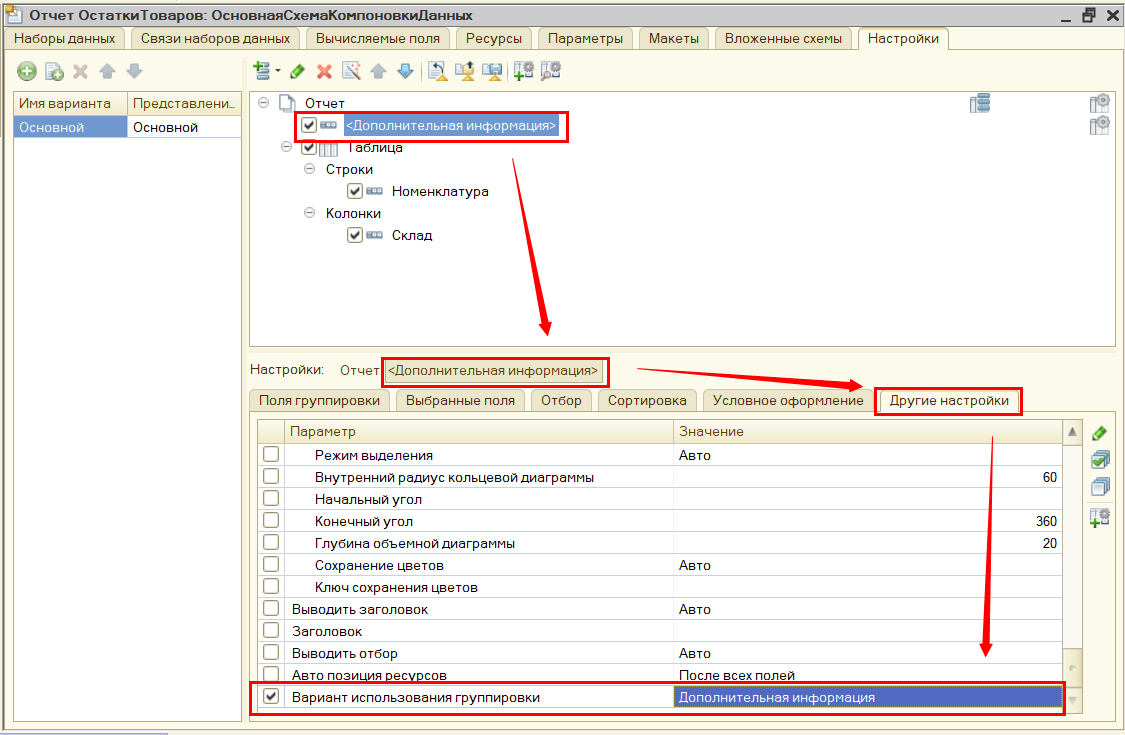 Отчет ОстаткиТоваров: ОсновнаяСхемаКомпоновкиДанных
Наборы данных Связи наборов данных Вычисляемые поля Ресурсы Параметры Макеты Вложенные схемы Настройки
Имя варианта Представлени...
Основной Основной
Отчет
<Дополнительная информация>
Таблица
Строки
Номенклатура
Колонки
Склад
Настройки: Отчет <Дополнительная информация>
Поля группировки Выбранные поля Отбор Сортировка Условное оформление Другие настройки
Параметр Значение
Режим выделения Авто
Внутренний радиус кольцевой диаграммы 60
Начальный угол
Конечный угол 360
Глубина объемной диаграммы 20
Сохранение цветов Авто
Ключ сохранения цветов
Выводить заголовок Авто
Заголовок
Выводить отбор Авто
Авто позиция ресурсов После всех полей
Вариант использования группировки Дополнительная информация